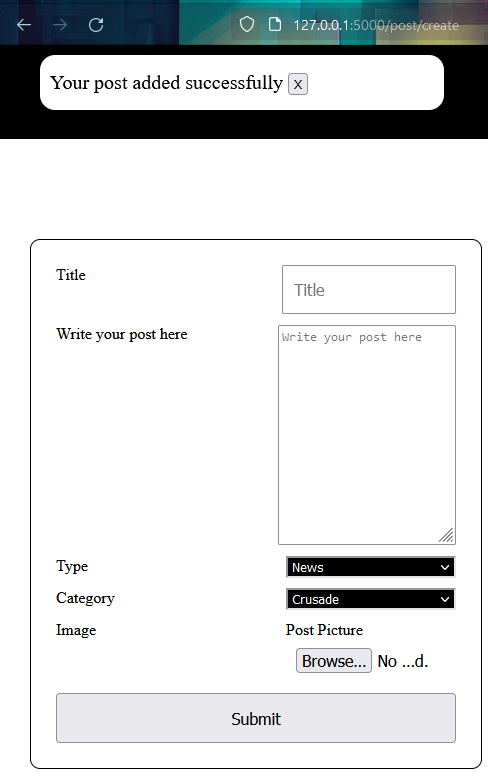 127.0.0.1:5000/post/create
Your post added successfully X
Title
Title
Write your post here
Write your post here
Type
News
Category
Crusade
Image
Post Picture
Browse... No ...d.
Submit